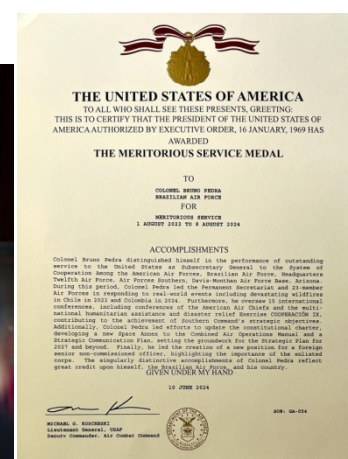 THE UNITED STATES OF AMERICA
TO ALL WHO SHALL SEE THESE PRESENTS, GREETING:
THIS IS TO CERTIFY THAT THE PRESIDENT OF THE UNITED STATES OF
AMERICA AUTHORIZED BY EXECUTIVE ORDER, 16 JANUARY, 1969 HAS
AWARDED
THE MERITORIOUS SERVICE MEDAL
TO
COLONEL BRUNO PEDRA
BRAZILIAN AIR FORCE
FOR
MERITORIOUS SERVICE
1 AUGUST 2022 TO 8 AUGUST 2024
ACCOMPLISHMENTS
Colonel Bruno Pedra distinguished himself in the performance of outstanding
service to the United States as Subsecretary General to the System of
Cooperation Among the American Air Forces, Brazilian Air Force, Headquarters
Twelfth Air Force, Air Forces Southern, Davis-Monthan Air Force Base, Arizona.
During this period, Colonel Pedra led the Permanent Secretariat and 23-member
Air Forces in responding to real-world events including devastating wildfires
in Chile in 2023 and Colombia in 2024. Furthermore, he oversaw 15 international
conferences, including conferences of the American Air Chiefs and the
national humanitarian assistance and disaster relief Exercise COOPERACIÓN IX,
contributing to the achievement of Southern Command's strategic objectives.
Additionally, Colonel Pedra led efforts to update the constitutional charter,
developing a new Space Annex to the Combined Air Operations Manual and a
Strategic Communication Plan, setting the groundwork for the Strategic Plan for
2027 and beyond. Finally, he led the creation of a new position for a foreign
senior non-commissioned officer, highlighting the importance of the enlisted
corps. The singularly distinctive accomplishments of Colonel Pedra reflect
great credit upon himself, the Brazilian Air Force, and his country.
GIVEN UNDER MY HAND
10 JUNE 2024
MICHAEL G. KOSCHESKI
Lieutenant General, USAF
Deputy Commander, Air Combat Command
SO#: GA-034